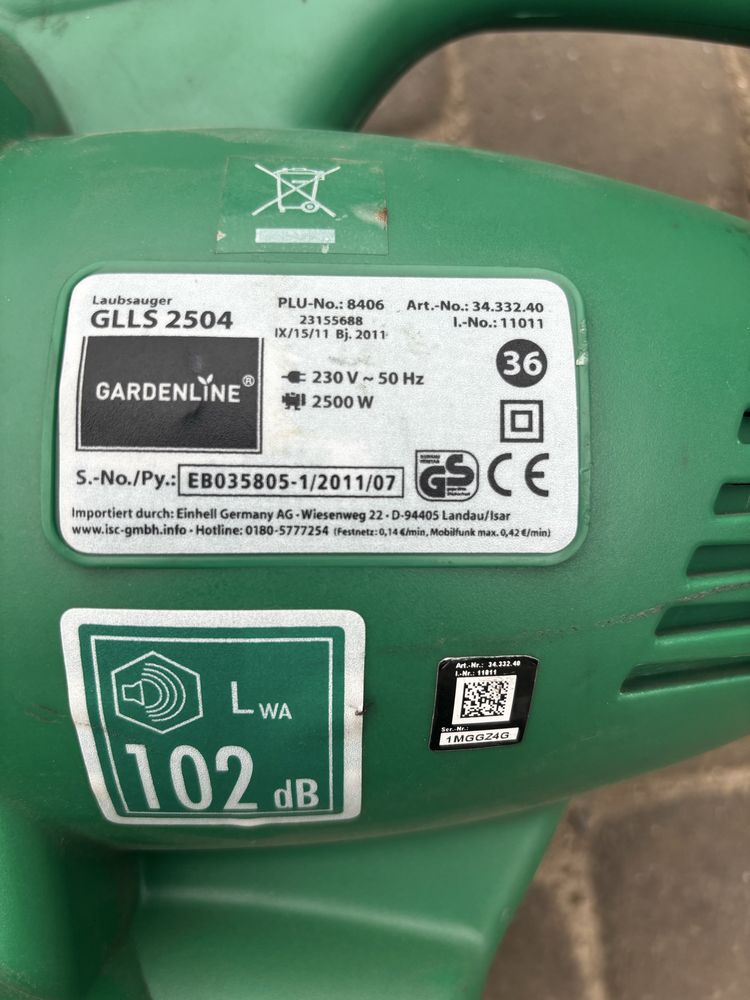 Laubsauger
GLLS 2504
PLU-No.: 8406
23155688
IX/15/11 Bj. 2011
Art.-No.: 34.332.40
I.-No.: 11011
GARDENLINE®
230 V ~ 50 Hz
2500 W
36
S.-No./Py.: EB035805-1/2011/07
GS
CE
Importiert durch: Einhell Germany AG • Wiesenweg 22 • D-94405 Landau/Isar
www.isc-gmbh.info • Hotline: 0180-5777254 (Festnetz: 0,14 €/min, Mobilfunk max. 0,42 €/min)
LWA
102 dB
Art.-Nr.: 34.332.40
I.-Nr.: 11011
Ser.-Nr.:
1MGGZ4G